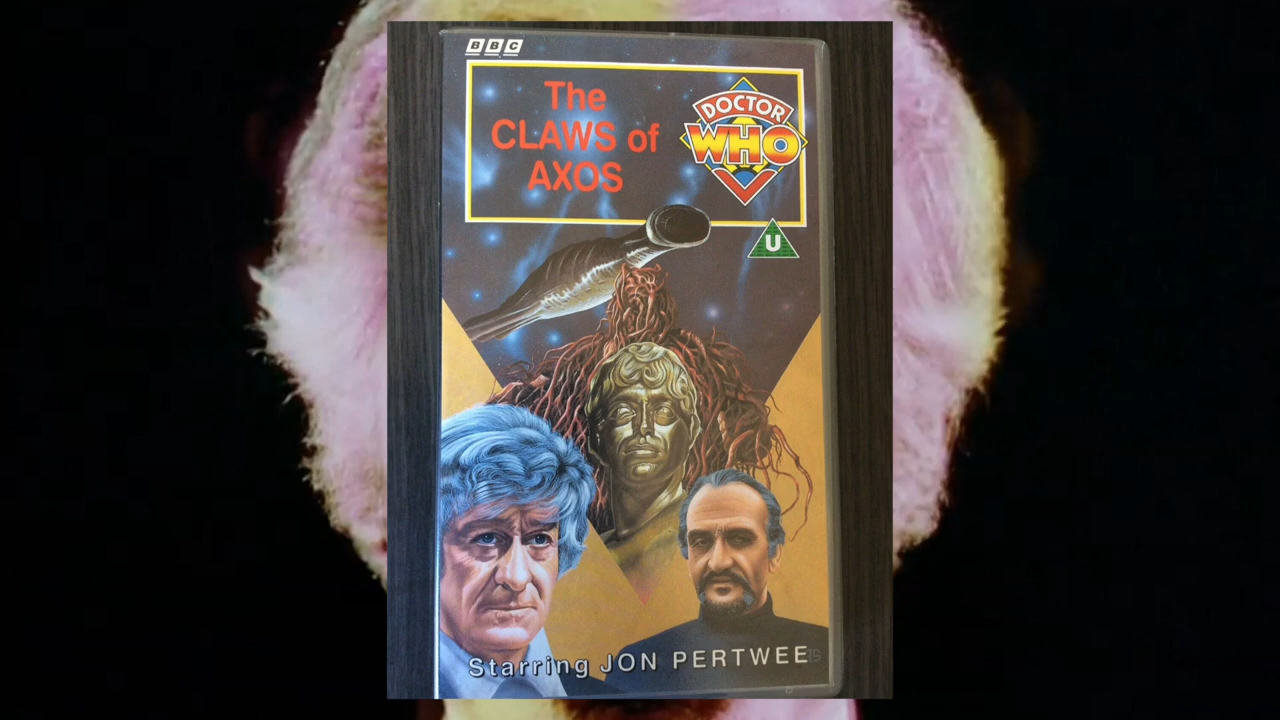 BBC
The
CLAWS of
AXOS
DOCTOR
WHO
U
Starring JON PERTWEE